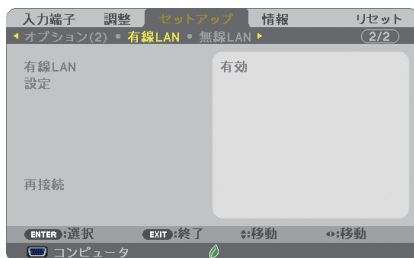 入力端子 調整 セットアップ 情報 リセット
オプション(2) • 有線LAN • 無線LAN 2/2
有線LAN 有効
設定
再接続
ENTER:選択 EXIT:終了 :移動 :移動
コンピュータ